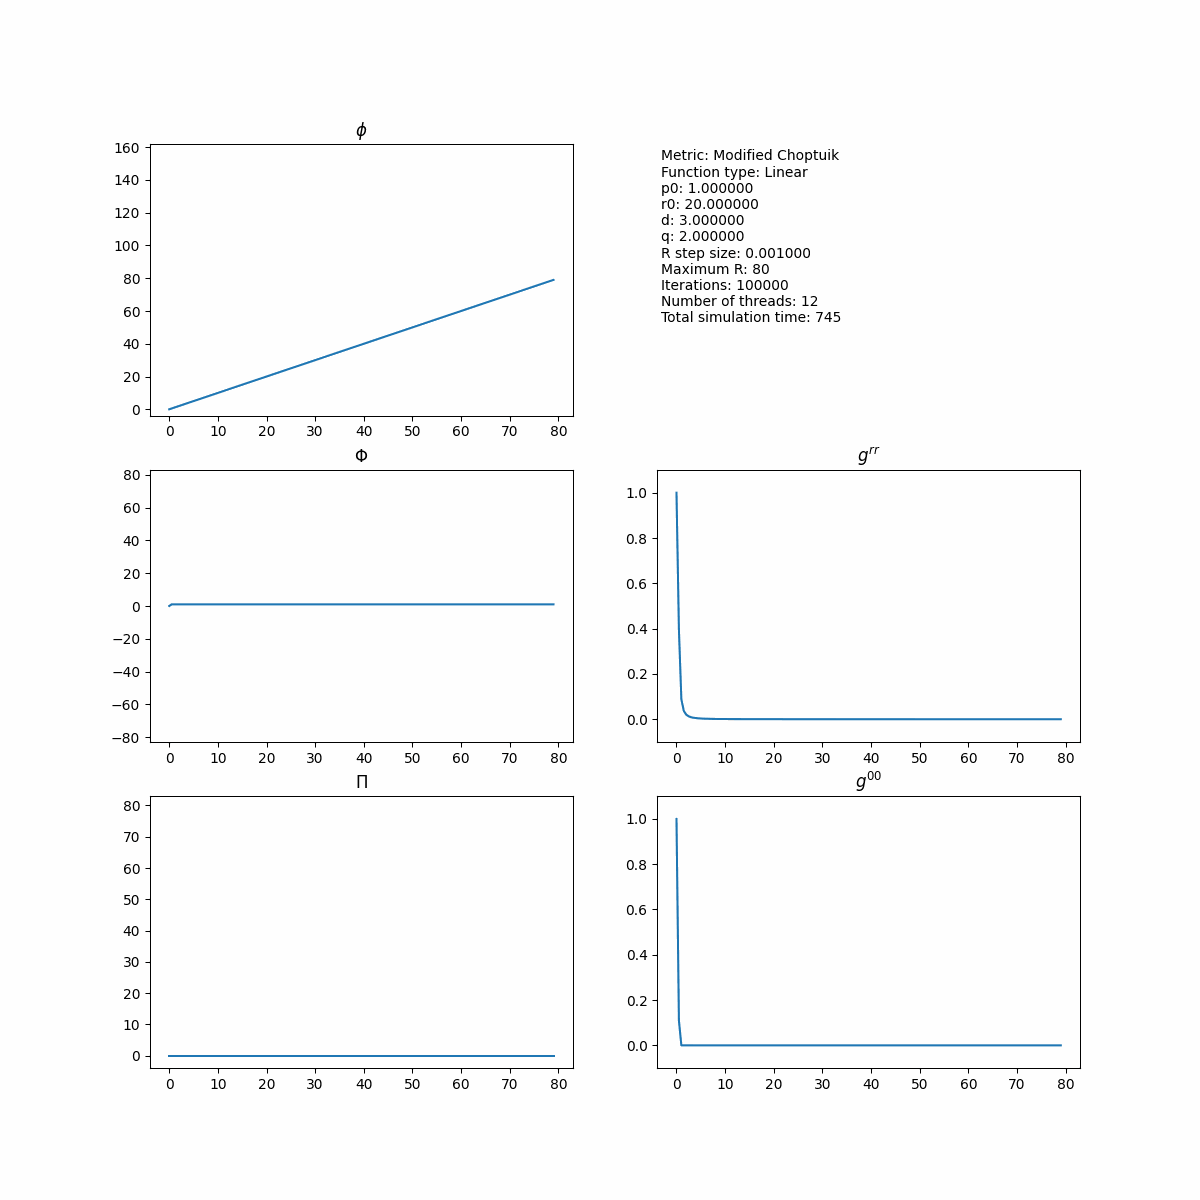 ϕ
160
140
120
100
80
60
40
20
0
0 10 20 30 40 50 60 70 80
Metric: Modified Choptuik
Function type: Linear
p0: 1.000000
r0: 20.000000
d: 3.000000
q: 2.000000
R step size: 0.001000
Maximum R: 80
Iterations: 100000
Number of threads: 12
Total simulation time: 745
Φ
80
60
40
20
0
−20
−40
−60
−80
0 10 20 30 40 50 60 70 80
g^{rr}
1.0
0.8
0.6
0.4
0.2
0.0
0 10 20 30 40 50 60 70 80
Π
80
70
60
50
40
30
20
10
0
0 10 20 30 40 50 60 70 80
g^{00}
1.0
0.8
0.6
0.4
0.2
0.0
0 10 20 30 40 50 60 70 80